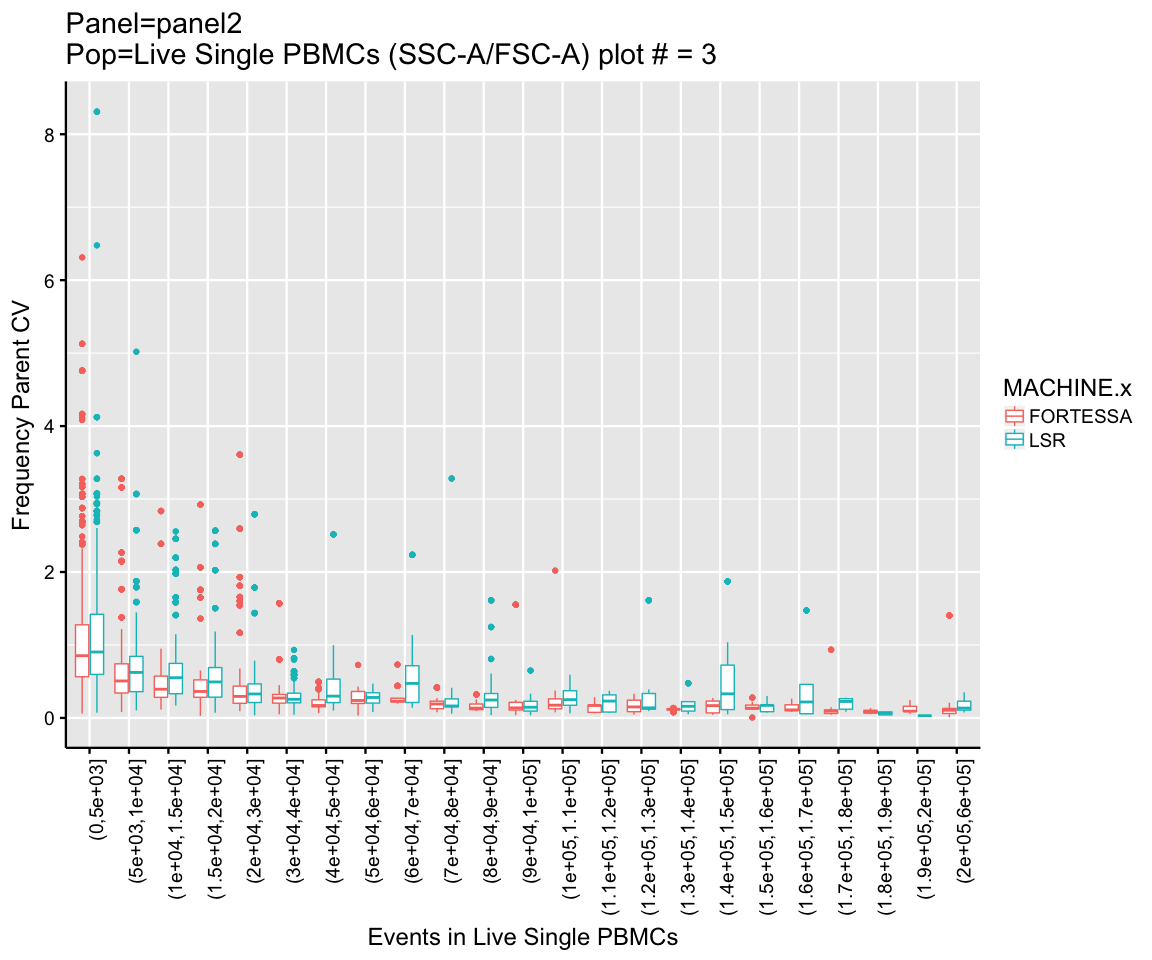 Panel=panel2
Pop=Live Single PBMCs (SSC-A/FSC-A) plot # = 3
Frequency Parent CV
8
6
4
2
0
(0,5e+03]
(5e+03,1e+04]
(1e+04,1.5e+04]
(1.5e+04,2e+04]
(2e+04,3e+04]
(3e+04,4e+04]
(4e+04,5e+04]
(5e+04,6e+04]
(6e+04,7e+04]
(7e+04,8e+04]
(8e+04,9e+04]
(9e+04,1e+05]
(1e+05,1.1e+05]
(1.1e+05,1.2e+05]
(1.2e+05,1.3e+05]
(1.3e+05,1.4e+05]
(1.4e+05,1.5e+05]
(1.5e+05,1.6e+05]
(1.6e+05,1.7e+05]
(1.7e+05,1.8e+05]
(1.8e+05,1.9e+05]
(1.9e+05,2e+05]
(2e+05,6e+05]
Events in Live Single PBMCs
MACHINE.x
FORTESSA
LSR